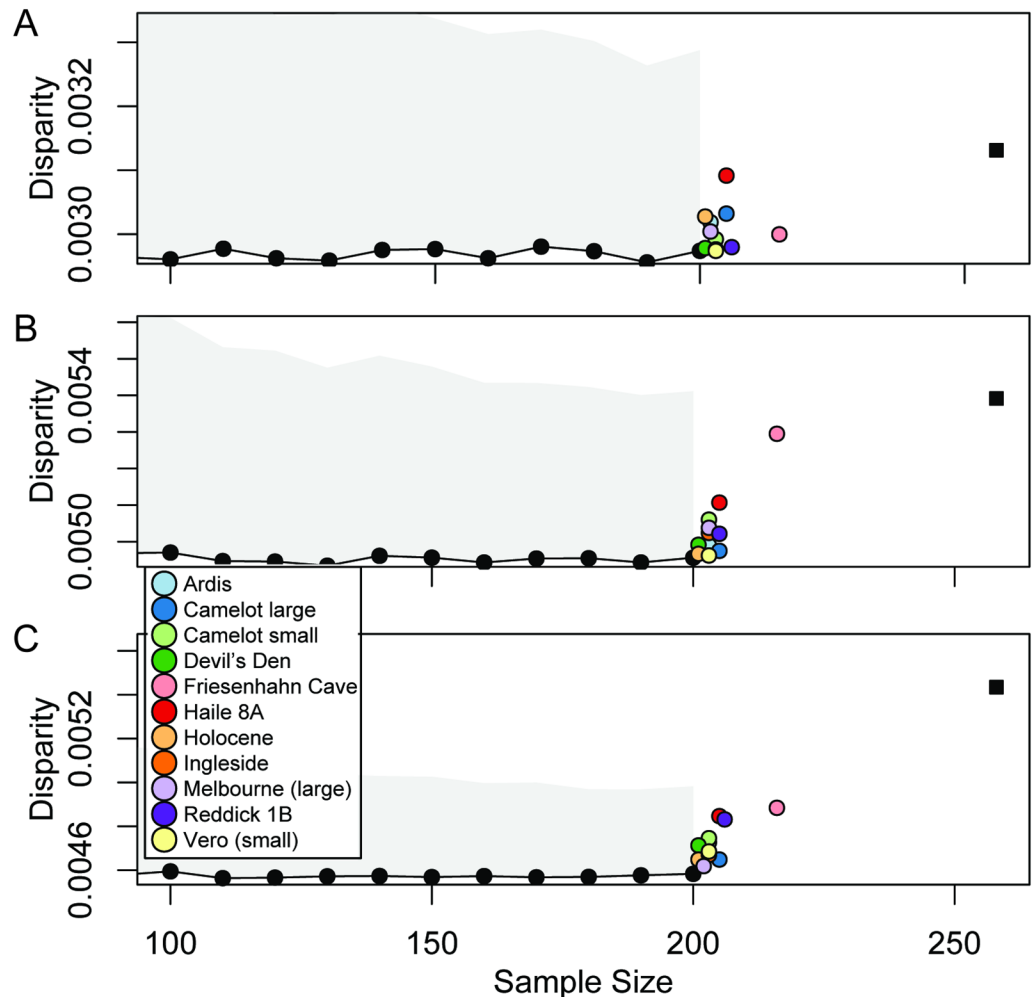 A
Disparity
0.0032
0.0030
B
Disparity
0.0054
0.0050
C
Disparity
0.0052
0.0046
Ardis
Camelot large
Camelot small
Devil's Den
Friesenhahn Cave
Haile 8A
Holocene
Ingleside
Melbourne (large)
Reddick 1B
Vero (small)
100 150 200 250
Sample Size